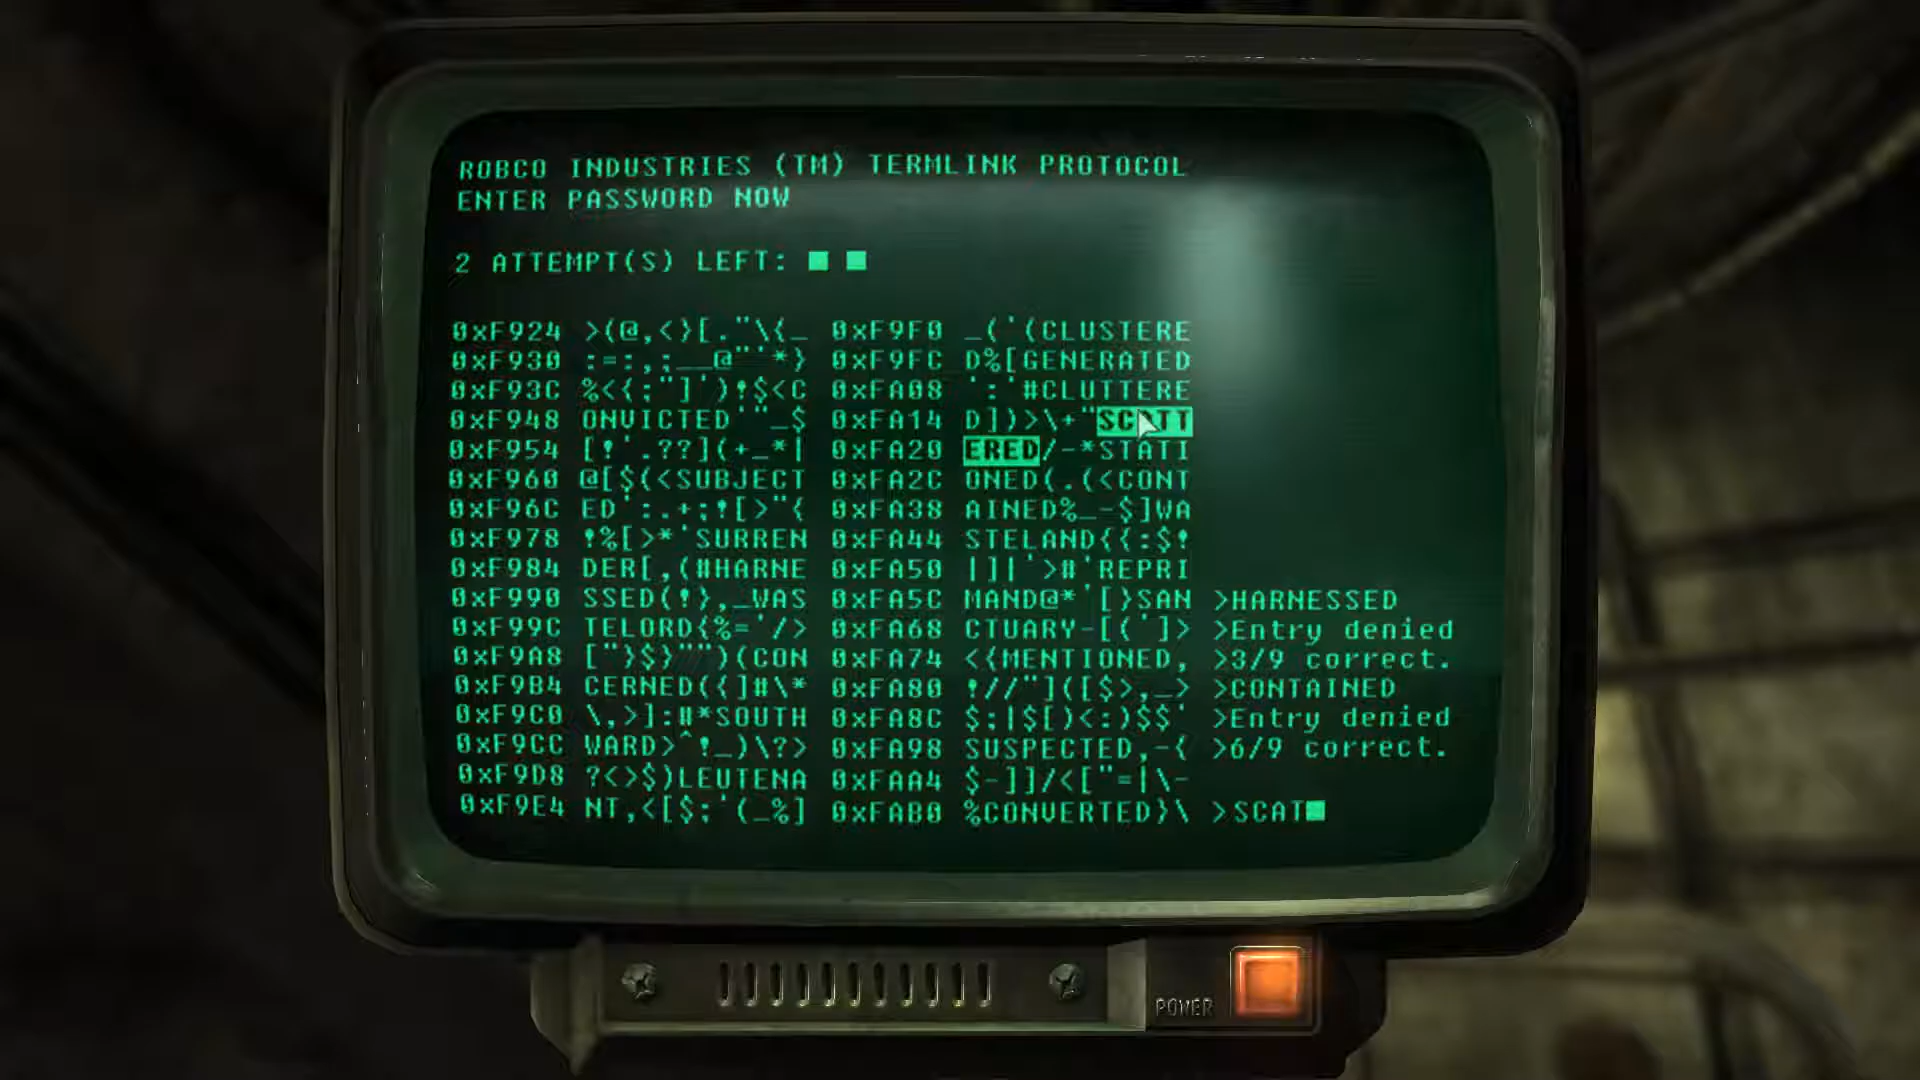 ROBCO INDUSTRIES (TM) TERMLINK PROTOCOL
ENTER PASSWORD NOW
2 ATTEMPT(S) LEFT: ■ ■
0xF924 >(@,<}[."\{_ 0xF9F0 _('(CLUSTERE
0xF930 :=:,;__@"'*} 0xF9FC D%[GENERATED
0xF93C %<{;"]')!$<C 0xFA08 ':'#CLUTTERE
0xF948 ONVICTED'"_$ 0xFA14 D])>\+"SCATT
0xF954 [!'.??](+_*| 0xFA20 ERED/-*STATI
0xF960 @[$(<SUBJECT 0xFA2C ONED(.(<CONT
0xF96C ED':.+;![>"{ 0xFA38 AINED%_-$]WA
0xF978 !%[>*'SURREN 0xFA44 STELAND{{:$!
0xF984 DER[,(#HARNE 0xFA50 |]|'>#'REPRI
0xF990 SSED(!},_WAS 0xFA5C MAND@*'[}SAN >HARNESSED
0xF99C TELORD{%='/> 0xFA68 CTUARY-[(']> >Entry denied
0xF9A8 ["}$}"")(CON 0xFA74 <{MENTIONED, >3/9 correct.
0xF9B4 CERNED({]#\* 0xFA80 !//"]([$>,_> >CONTAINED
0xF9C0 \,>]:#*SOUTH 0xFA8C $;|$[)<:)$$' >Entry denied
0xF9CC WARD>^!_)\?> 0xFA98 SUSPECTED,-{ >6/9 correct.
0xF9D8 ?<>$)LEUTENA 0xFAA4 $-]]/<["=|\-
0xF9E4 NT,<[$;'(_%] 0xFAB0 %CONVERTED}\ >SCAT■
POWER